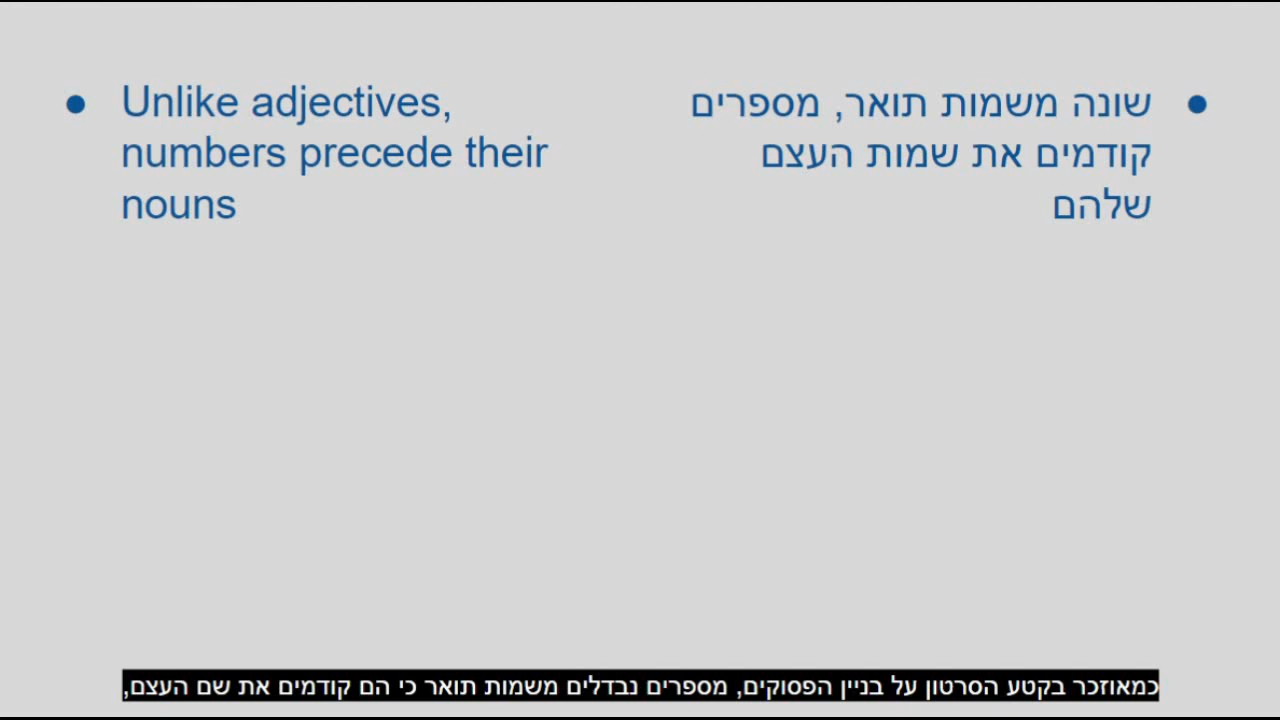 ● Unlike adjectives,
numbers precede their
nouns
● שונה משמות תואר, מספרים
קודמים את שמות העצם
שלהם
כמאוזכר בקטע הסרטון על בניין הפסוקים, מספרים נבדלים משמות תואר כי הם קודמים את שם העצם,